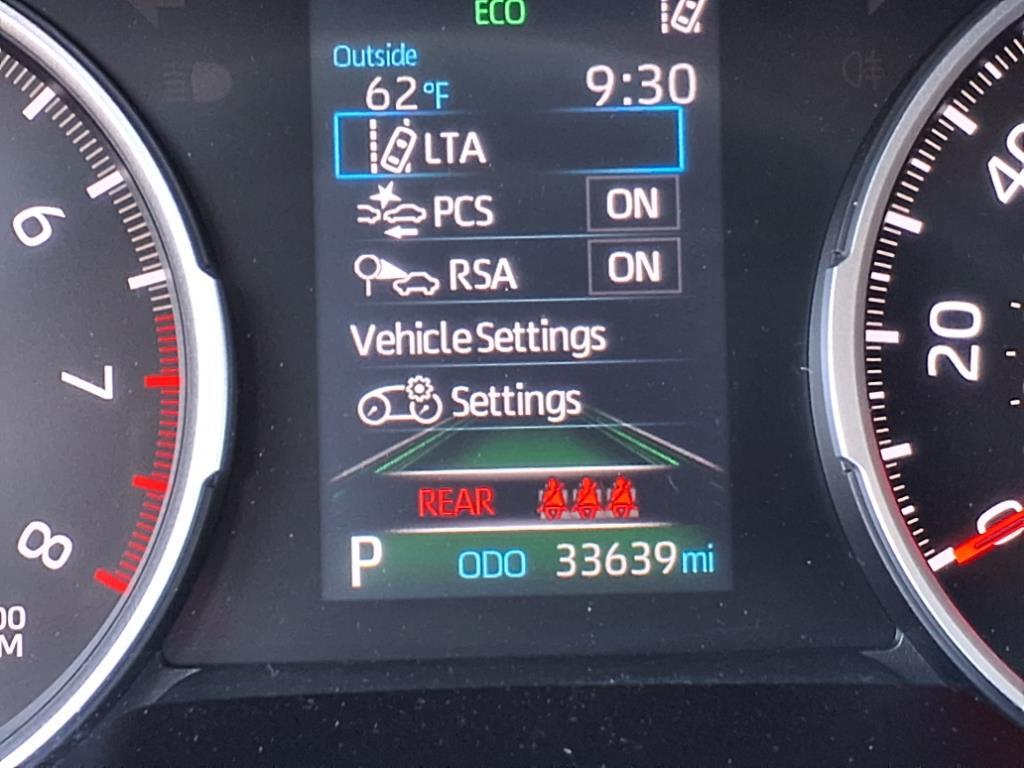 ECO
Outside
62 °F 9:30
LTA
PCS ON
RSA ON
Vehicle Settings
Settings
REAR
P ODO 33639 mi
6
7
8
40
20
0